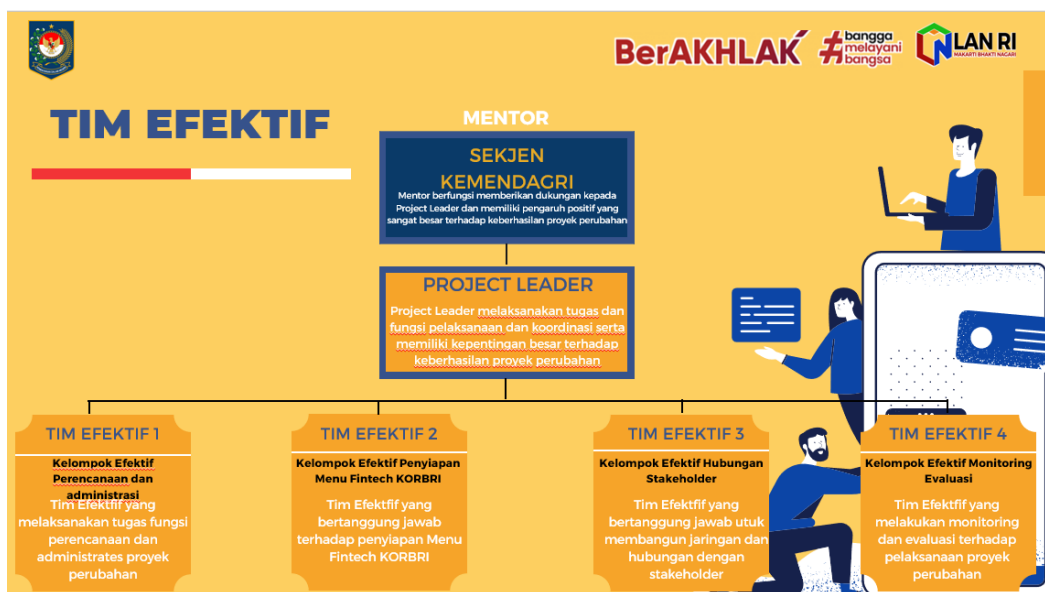 BerAKHLAK
#bangga
melayani
bangsa
LAN RI
MAKARTI BHAKTI NAGARI
TIM EFEKTIF
MENTOR
SEKJEN
KEMENDAGRI
Mentor berfungsi memberikan dukungan kepada
Project Leader dan memiliki pengaruh positif yang
sangat besar terhadap keberhasilan proyek perubahan
PROJECT LEADER
Project Leader melaksanakan tugas dan
fungsi pelaksanaan dan koordinasi serta
memiliki kepentingan besar terhadap
keberhasilan proyek perubahan
TIM EFEKTIF 1
Kelompok Efektif
Perencanaan dan
administrasi
Tim Efektfif yang
melaksanakan tugas fungsi
perencanaan dan
administrates proyek
perubahan
TIM EFEKTIF 2
Kelompok Efektif Penyiapan
Menu Fintech KORBRI
Tim Efektfif yang
bertanggung jawab
terhadap penyiapan Menu
Fintech KORBRI
TIM EFEKTIF 3
Kelompok Efektif Hubungan
Stakeholder
Tim Efektfif yang
bertanggung jawab utuk
membangun jaringan dan
hubungan dengan
stakeholder
TIM EFEKTIF 4
Kelompok Efektif Monitoring
Evaluasi
Tim Efektfif yang
melakukan monitoring
dan evaluasi terhadap
pelaksanaan proyek
perubahan